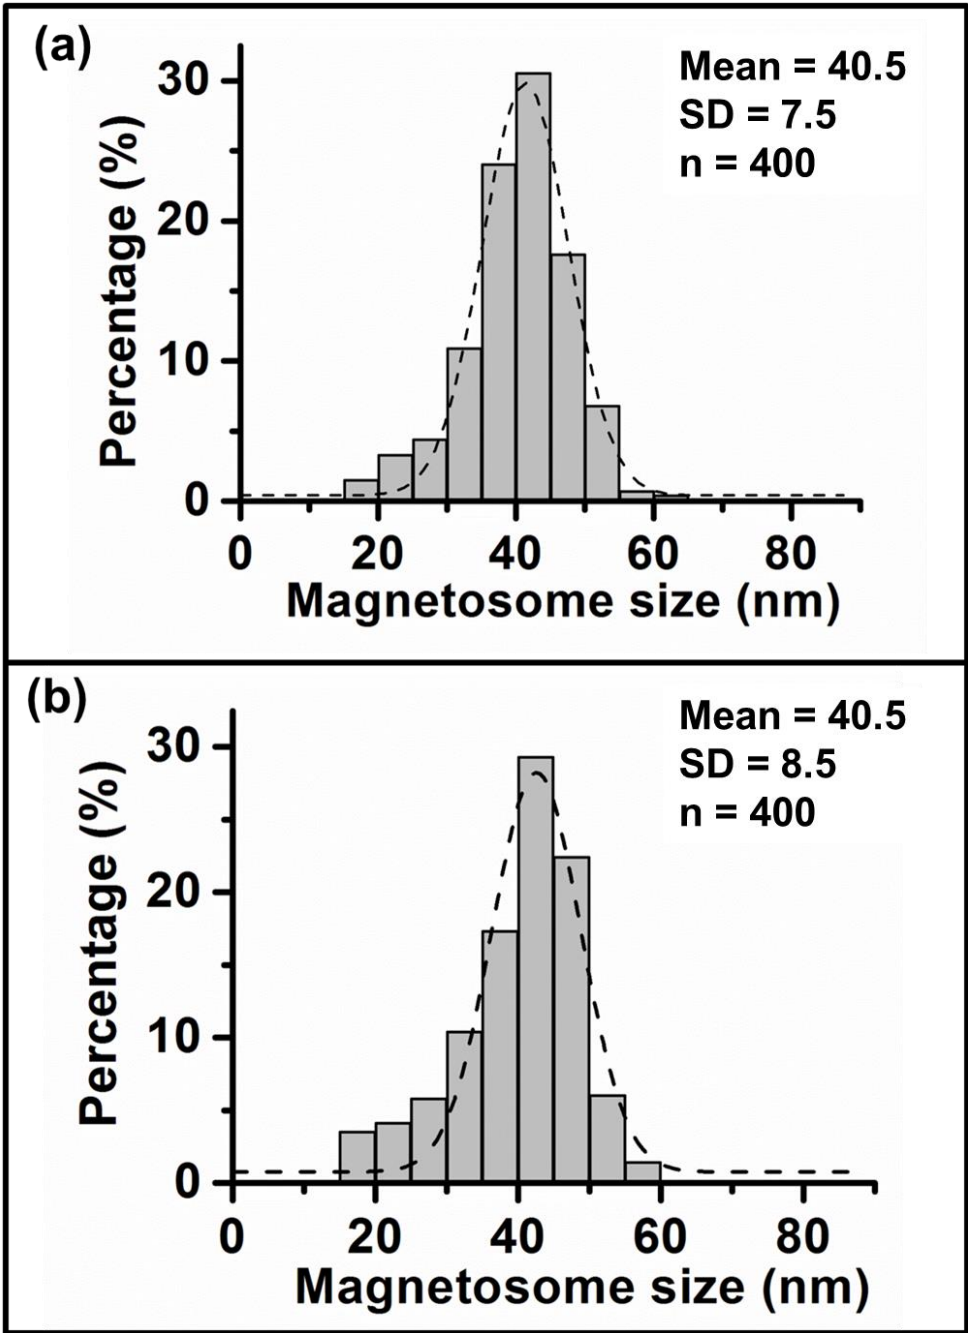 (a)
Mean = 40.5
SD = 7.5
n = 400
Percentage (%)
30
20
10
0
0 20 40 60 80
Magnetosome size (nm)
(b)
Mean = 40.5
SD = 8.5
n = 400
Percentage (%)
30
20
10
0
0 20 40 60 80
Magnetosome size (nm)